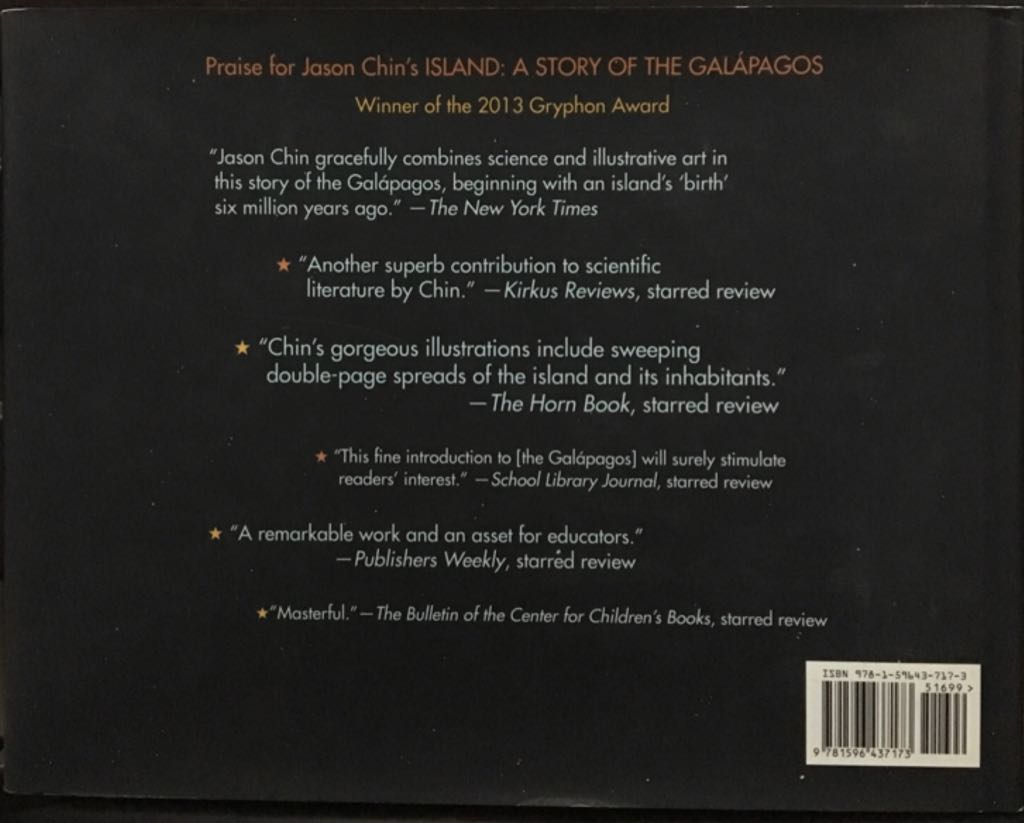 Praise for Jason Chin's ISLAND: A STORY OF THE GALÁPAGOS
Winner of the 2013 Gryphon Award
"Jason Chin gracefully combines science and illustrative art in
this story of the Galápagos, beginning with an island's 'birth'
six million years ago." —The New York Times
★ "Another superb contribution to scientific
literature by Chin." —Kirkus Reviews, starred review
★ "Chin's gorgeous illustrations include sweeping
double-page spreads of the island and its inhabitants."
—The Horn Book, starred review
★ "This fine introduction to [the Galápagos] will surely stimulate
readers' interest." —School Library Journal, starred review
★ "A remarkable work and an asset for educators."
—Publishers Weekly, starred review
★"Masterful."—The Bulletin of the Center for Children's Books, starred review
ISBN 978-1-59643-717-3
51699>
9 781596 437173